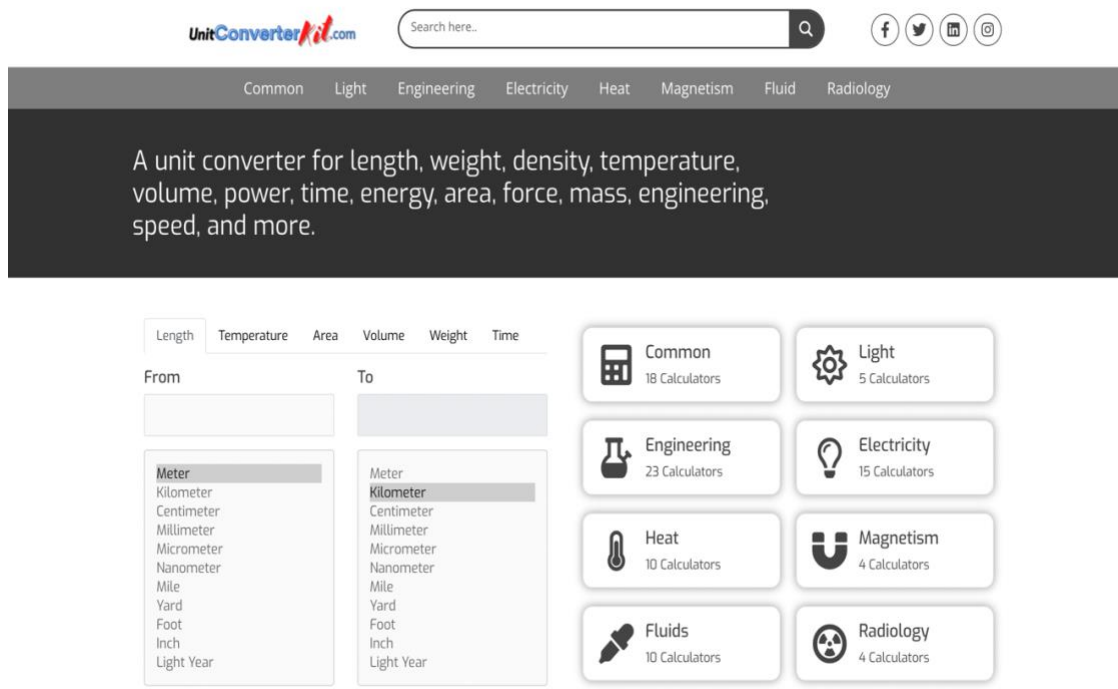 UnitConverterKit.com
Search here..
Common Light Engineering Electricity Heat Magnetism Fluid Radiology
A unit converter for length, weight, density, temperature,
volume, power, time, energy, area, force, mass, engineering,
speed, and more.
Length Temperature Area Volume Weight Time
From
Meter
Kilometer
Centimeter
Millimeter
Micrometer
Nanometer
Mile
Yard
Foot
Inch
Light Year
To
Meter
Kilometer
Centimeter
Millimeter
Micrometer
Nanometer
Mile
Yard
Foot
Inch
Light Year
Common
18 Calculators
Light
5 Calculators
Engineering
23 Calculators
Electricity
15 Calculators
Heat
10 Calculators
Magnetism
4 Calculators
Fluids
10 Calculators
Radiology
4 Calculators